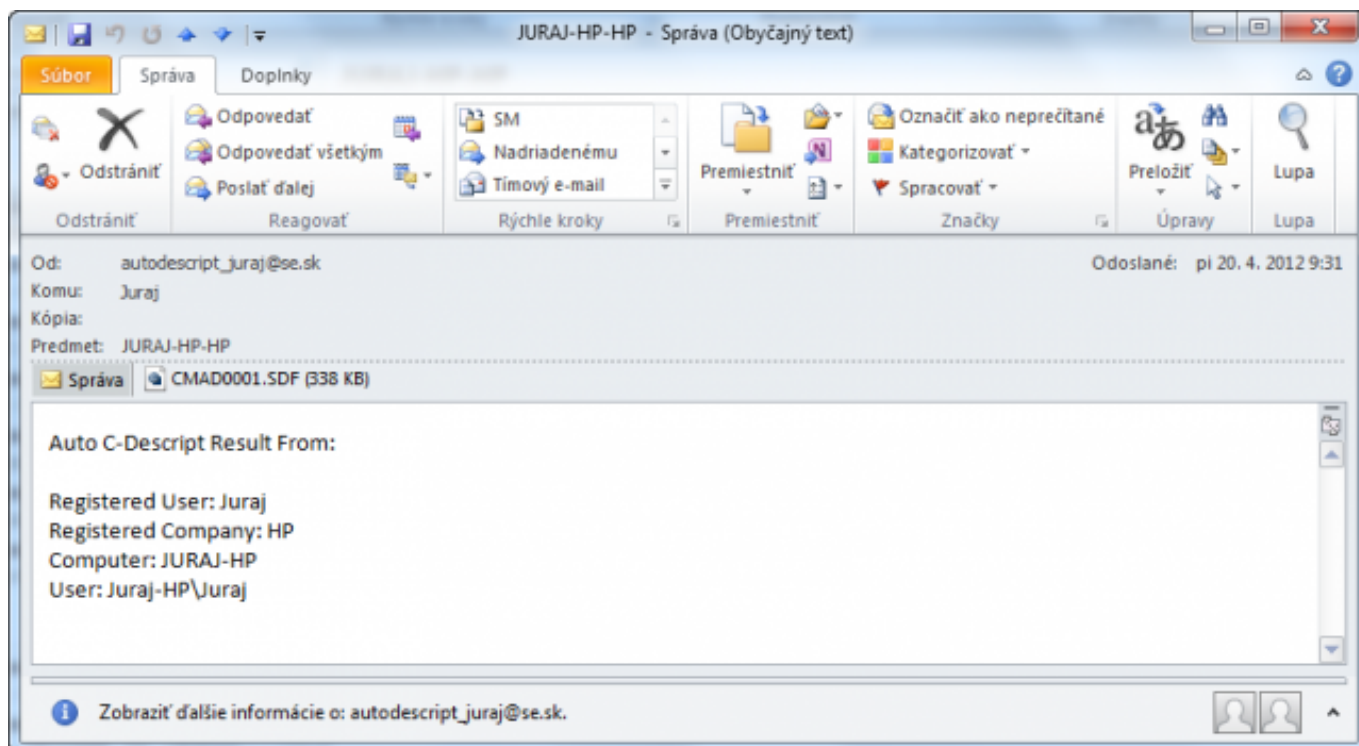 JURAJ-HP-HP - Správa (Obyčajný text)
Súbor Správa Doplnky
Odstrániť
Odpovedať
Odpovedať všetkým
Poslať ďalej
SM
Nadriadenému
Tímový e-mail
Premiestniť
Označiť ako neprečítané
Kategorizovať
Spracovať
Preložiť
Lupa
Odstrániť Reagovať Rýchle kroky Premiestniť Značky Úpravy Lupa
Od: autodescript_juraj@se.sk Odoslané: pi 20. 4. 2012 9:31
Komu: Juraj
Kópia:
Predmet: JURAJ-HP-HP
Správa CMAD0001.SDF (338 KB)
Auto C-Descript Result From:
Registered User: Juraj
Registered Company: HP
Computer: JURAJ-HP
User: Juraj-HP\Juraj
Zobraziť ďalšie informácie o: autodescript_juraj@se.sk.